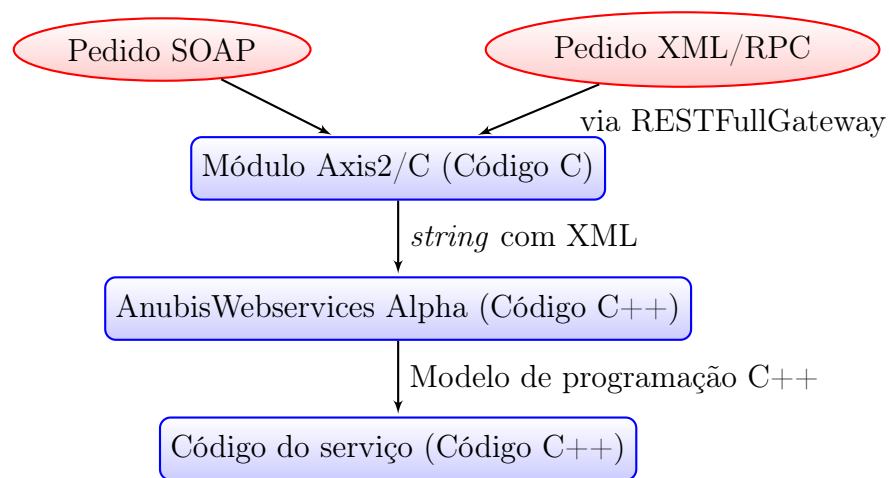 Pedido SOAP
Pedido XML/RPC
via RESTFullGateway
Módulo Axis2/C (Código C)
string com XML
AnubisWebservices Alpha (Código C++)
Modelo de programação C++
Código do serviço (Código C++)